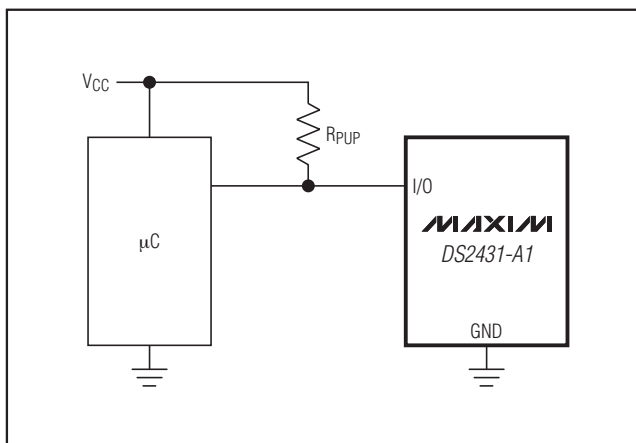 VCC
RPUP
I/O
µC
MAXIM
DS2431-A1
GND